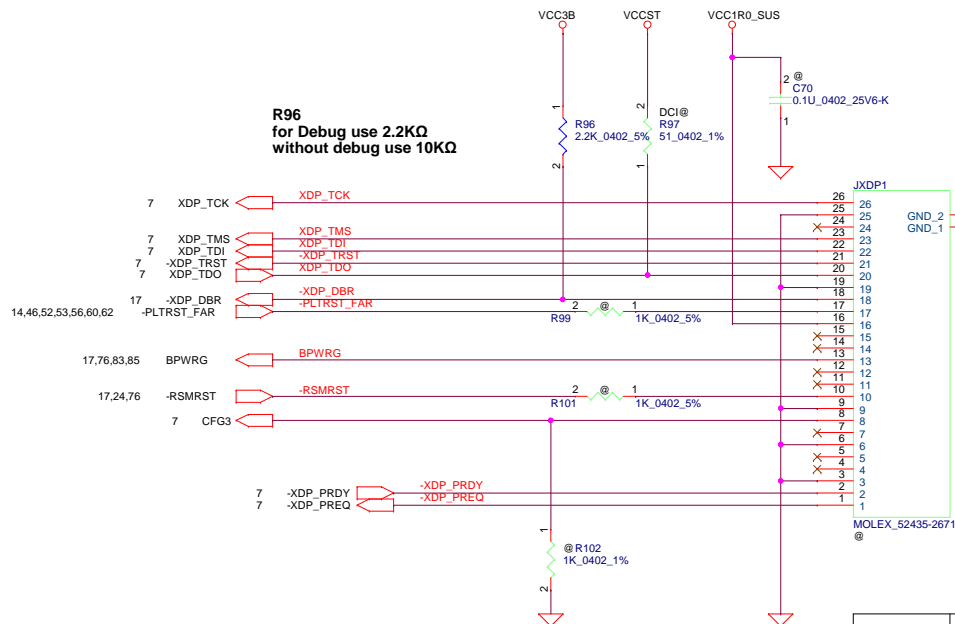 VCC3B VCCST VCC1R0_SUS
2 @
C70
0.1U_0402_25V6-K
1
R96
for Debug use 2.2KΩ
without debug use 10KΩ
1 R96 2.2K_0402_5% 2
2 DCI@ R97 51_0402_1% 1
JXDP1
7 XDP_TCK XDP_TCK 26 26
25 25
24 24
7 XDP_TMS XDP_TMS 23 23
7 XDP_TDI XDP_TDI 22 22
7 -XDP_TRST -XDP_TRST 21 21
7 XDP_TDO XDP_TDO 20 20
19 19
17 -XDP_DBR -XDP_DBR 18 18
14,46,52,53,56,60,62 -PLTRST_FAR -PLTRST_FAR R99 2 @ 1 1K_0402_5% 17 17
16 16
15 15
14 14
17,76,83,85 BPWRG BPWRG 13 13
12 12
11 11
17,24,76 -RSMRST -RSMRST R101 2 @ 1 1K_0402_5% 10 10
9 9
7 CFG3 8 8
7 7
6 6
5 5
4 4
3 3
7 -XDP_PRDY -XDP_PRDY 2 2
7 -XDP_PREQ -XDP_PREQ 1 1
GND_2
GND_1
MOLEX_52435-2671
@
1 @ R102
1K_0402_1%
2